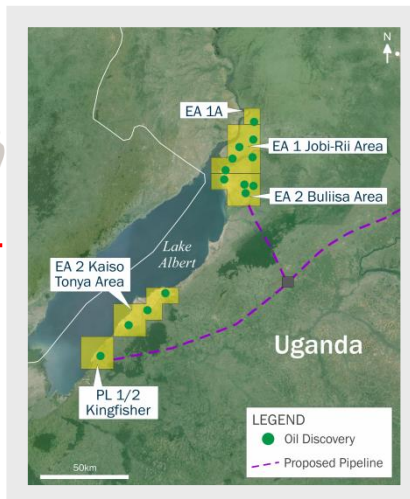 N
EA 1A
EA 1 Jobi-Rii Area
EA 2 Buliisa Area
Lake
Albert
EA 2 Kaiso
Tonya Area
Uganda
PL 1/2
Kingfisher
LEGEND
Oil Discovery
Proposed Pipeline
50km